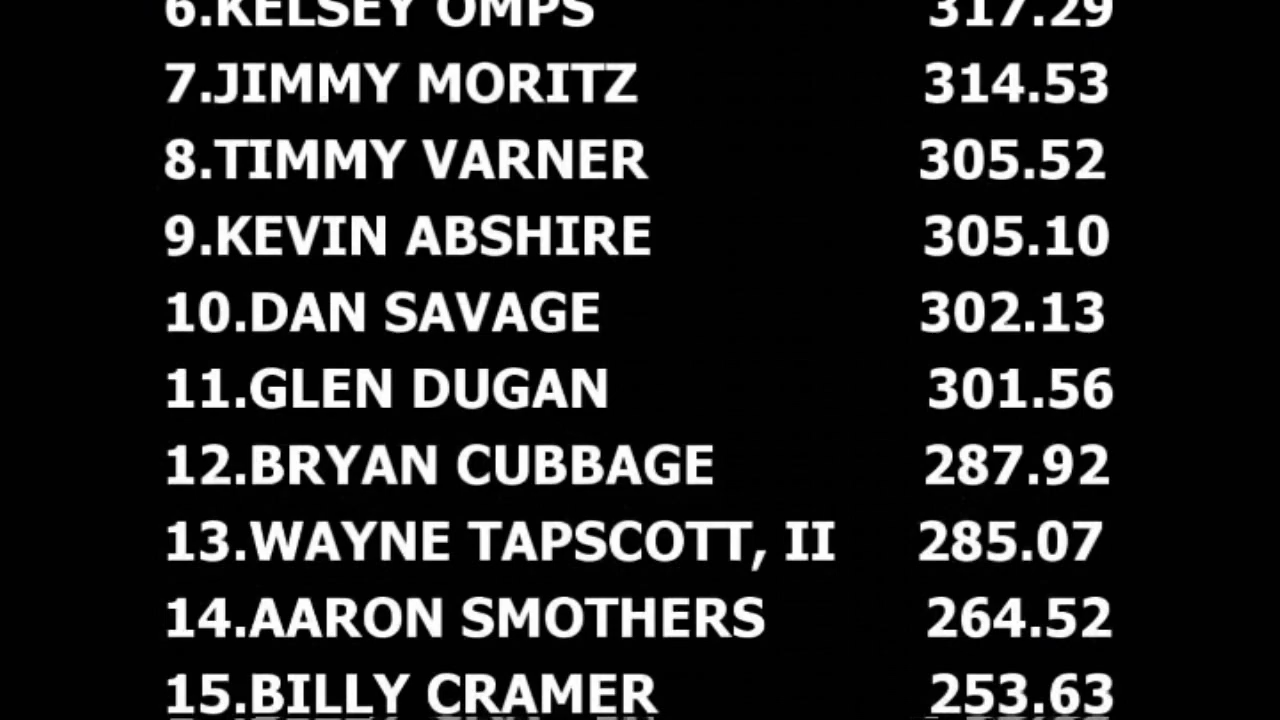 6.KELSEY OMPS 317.29
7.JIMMY MORITZ 314.53
8.TIMMY VARNER 305.52
9.KEVIN ABSHIRE 305.10
10.DAN SAVAGE 302.13
11.GLEN DUGAN 301.56
12.BRYAN CUBBAGE 287.92
13.WAYNE TAPSCOTT, II 285.07
14.AARON SMOTHERS 264.52
15.BILLY CRAMER 253.63